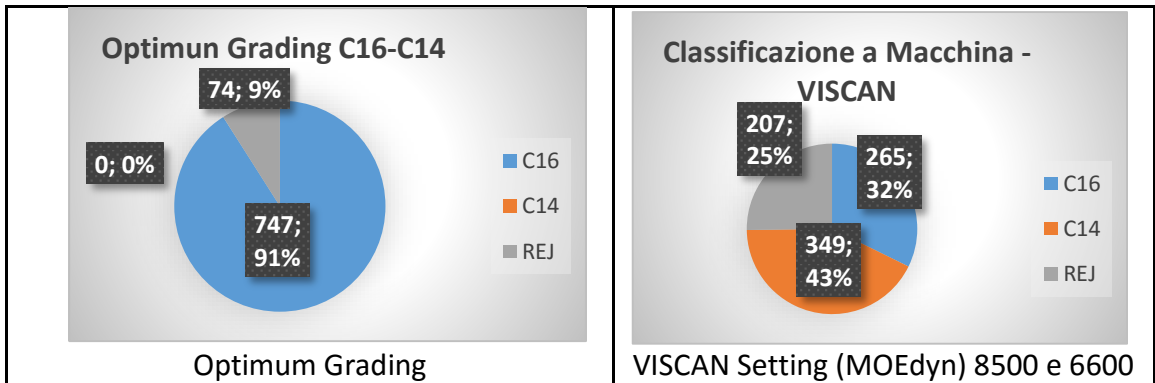 Optimun Grading C16-C14
74; 9%
0; 0%
747;
91%
C16
C14
REJ
Optimum Grading
Classificazione a Macchina -
VISCAN
207;
25%
265;
32%
349;
43%
C16
C14
REJ
VISCAN Setting (MOEdyn) 8500 e 6600